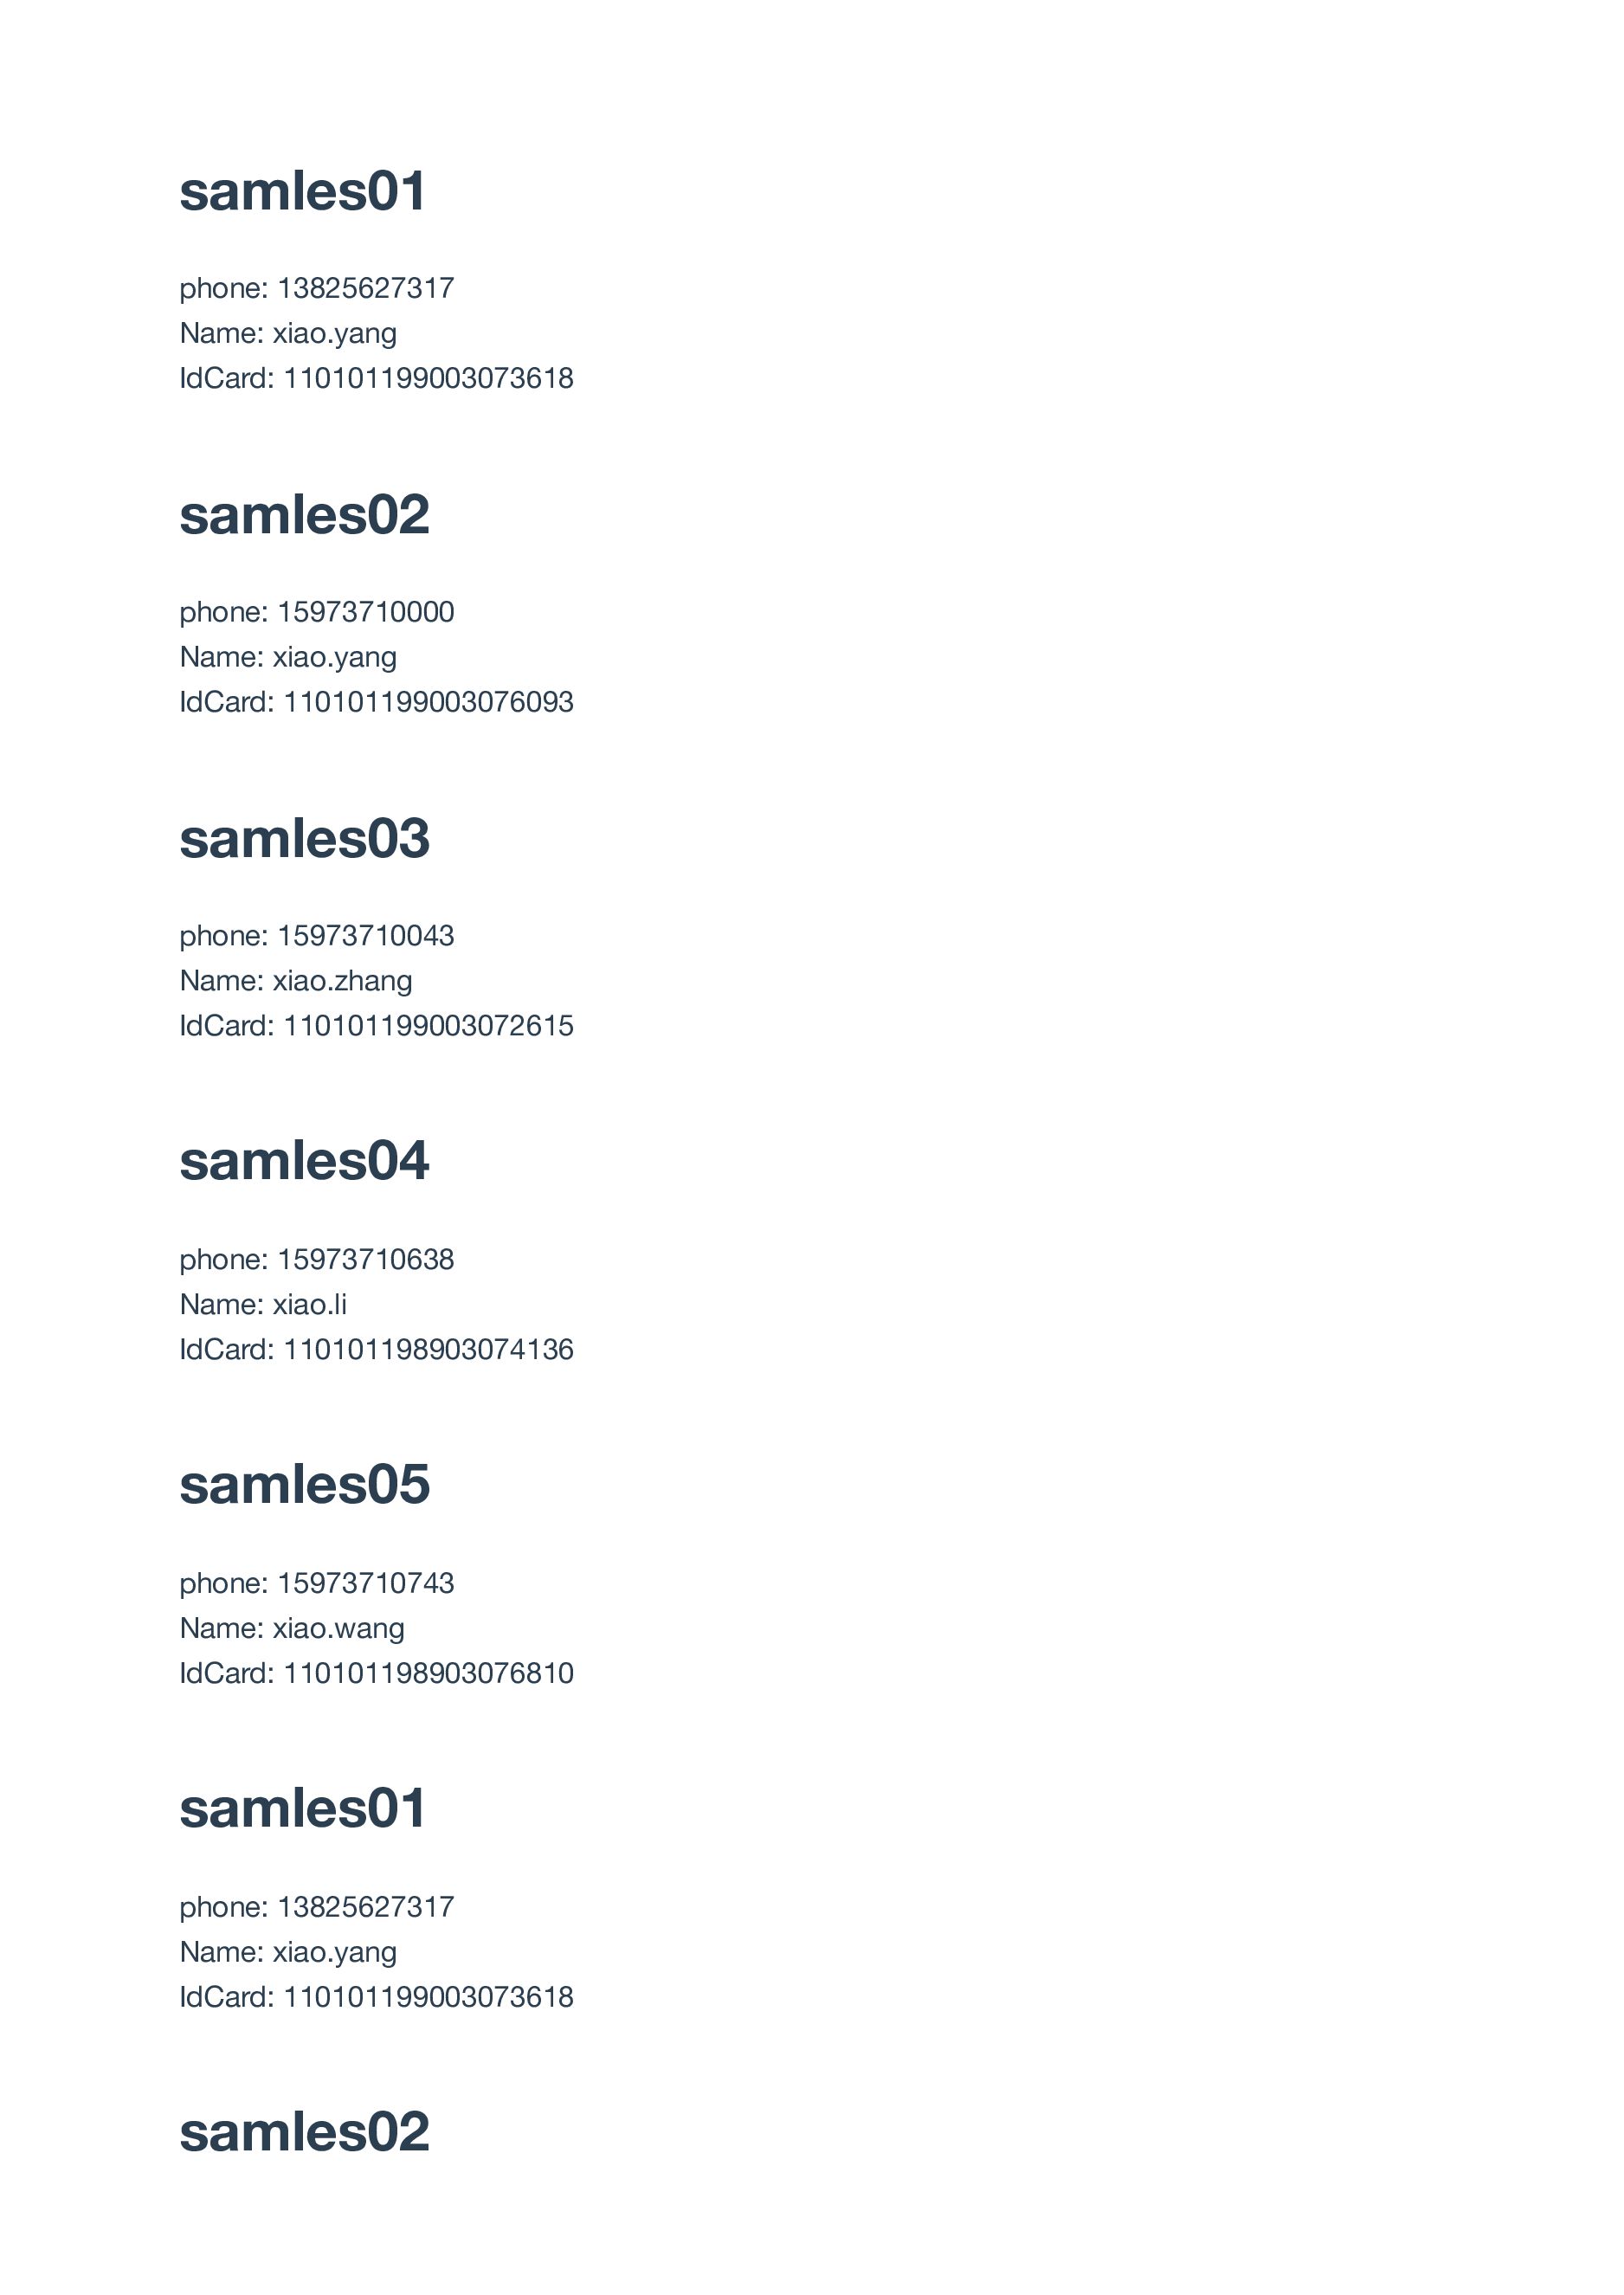 samles01
phone: 13825627317
Name: xiao.yang
IdCard: 110101199003073618
samles02
phone: 15973710000
Name: xiao.yang
IdCard: 110101199003076093
samles03
phone: 15973710043
Name: xiao.zhang
IdCard: 110101199003072615
samles04
phone: 15973710638
Name: xiao.li
IdCard: 110101198903074136
samles05
phone: 15973710743
Name: xiao.wang
IdCard: 110101198903076810
samles01
phone: 13825627317
Name: xiao.yang
IdCard: 110101199003073618
samles02